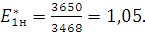 E*1н = 3650/3468 = 1,05.